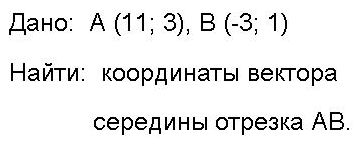 Дано: А (11; 3), В (-3; 1)
Найти: координаты вектора
середины отрезка АВ.